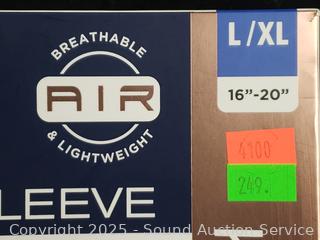 BREATHABLE
AIR
& LIGHTWEIGHT
L/XL
16"-20"
4100
249.
LEEVE
Copyright 2025 - Sound Auction Service